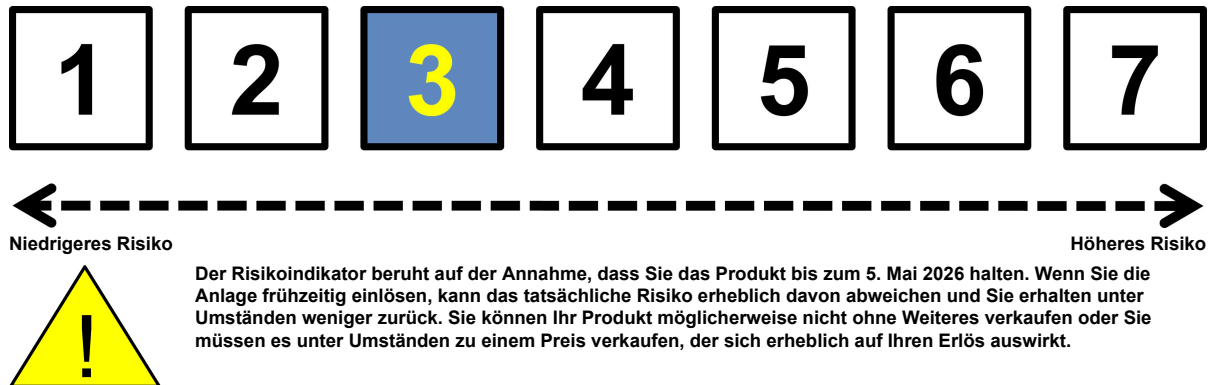 1 2 3 4 5 6 7
Niedrigeres Risiko Höheres Risiko
Der Risikoindikator beruht auf der Annahme, dass Sie das Produkt bis zum 5. Mai 2026 halten. Wenn Sie die
Anlage frühzeitig einlösen, kann das tatsächliche Risiko erheblich davon abweichen und Sie erhalten unter
Umständen weniger zurück. Sie können Ihr Produkt möglicherweise nicht ohne Weiteres verkaufen oder Sie
müssen es unter Umständen zu einem Preis verkaufen, der sich erheblich auf Ihren Erlös auswirkt.
!